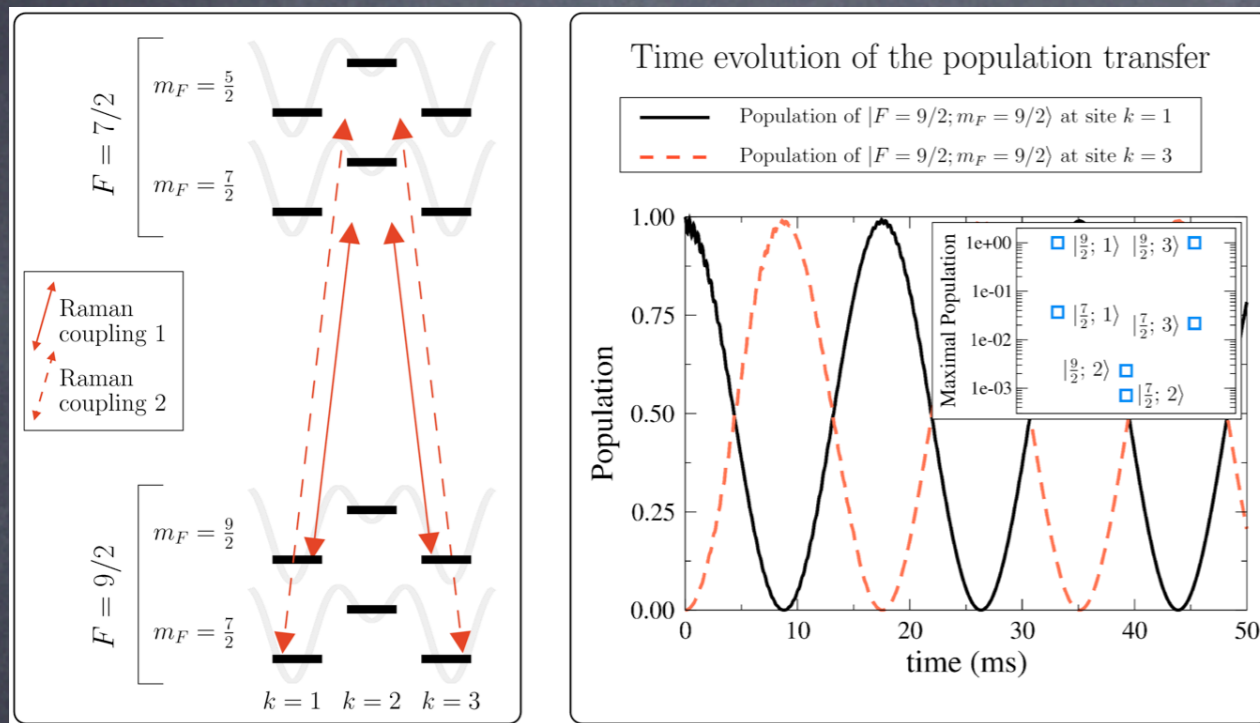 F = 7/2
m_F = 5/2
m_F = 7/2
Raman
coupling 1
Raman
coupling 2
F = 9/2
m_F = 9/2
m_F = 7/2
k = 1 k = 2 k = 3
Time evolution of the population transfer
Population of |F = 9/2; m_F = 9/2⟩ at site k = 1
Population of |F = 9/2; m_F = 9/2⟩ at site k = 3
Population
1.00
0.75
0.50
0.25
0.00
0 10 20 30 40 50
time (ms)
Maximal Population
1e+00
1e-01
1e-02
1e-03
|9/2; 1⟩ |9/2; 3⟩
|7/2; 1⟩ |7/2; 3⟩
|9/2; 2⟩
|7/2; 2⟩